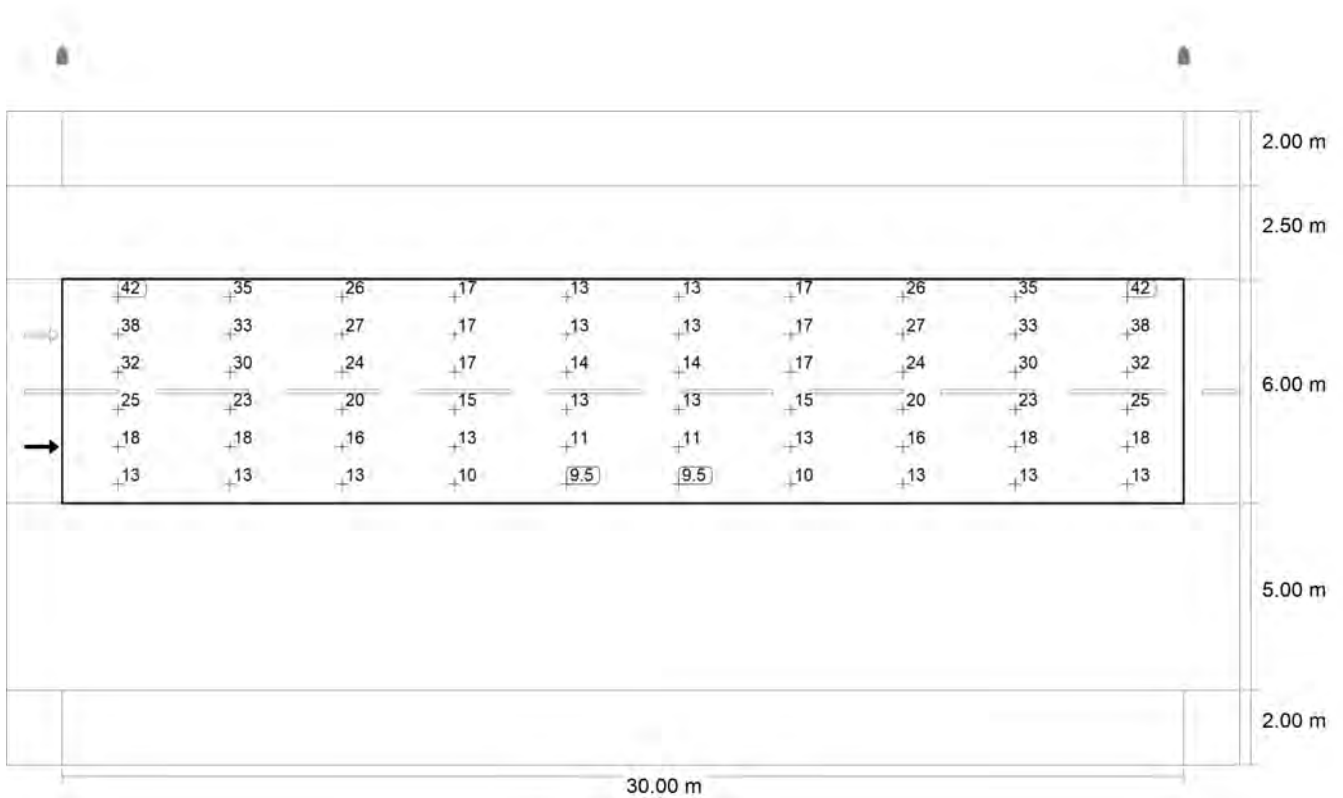 2.00 m
2.50 m
42 35 26 17 13 13 17 26 35 42
38 33 27 17 13 13 17 27 33 38
32 30 24 17 14 14 17 24 30 32
6.00 m
25 23 20 15 13 13 15 20 23 25
18 18 16 13 11 11 13 16 18 18
13 13 13 10 9.5 9.5 10 13 13 13
5.00 m
2.00 m
30.00 m